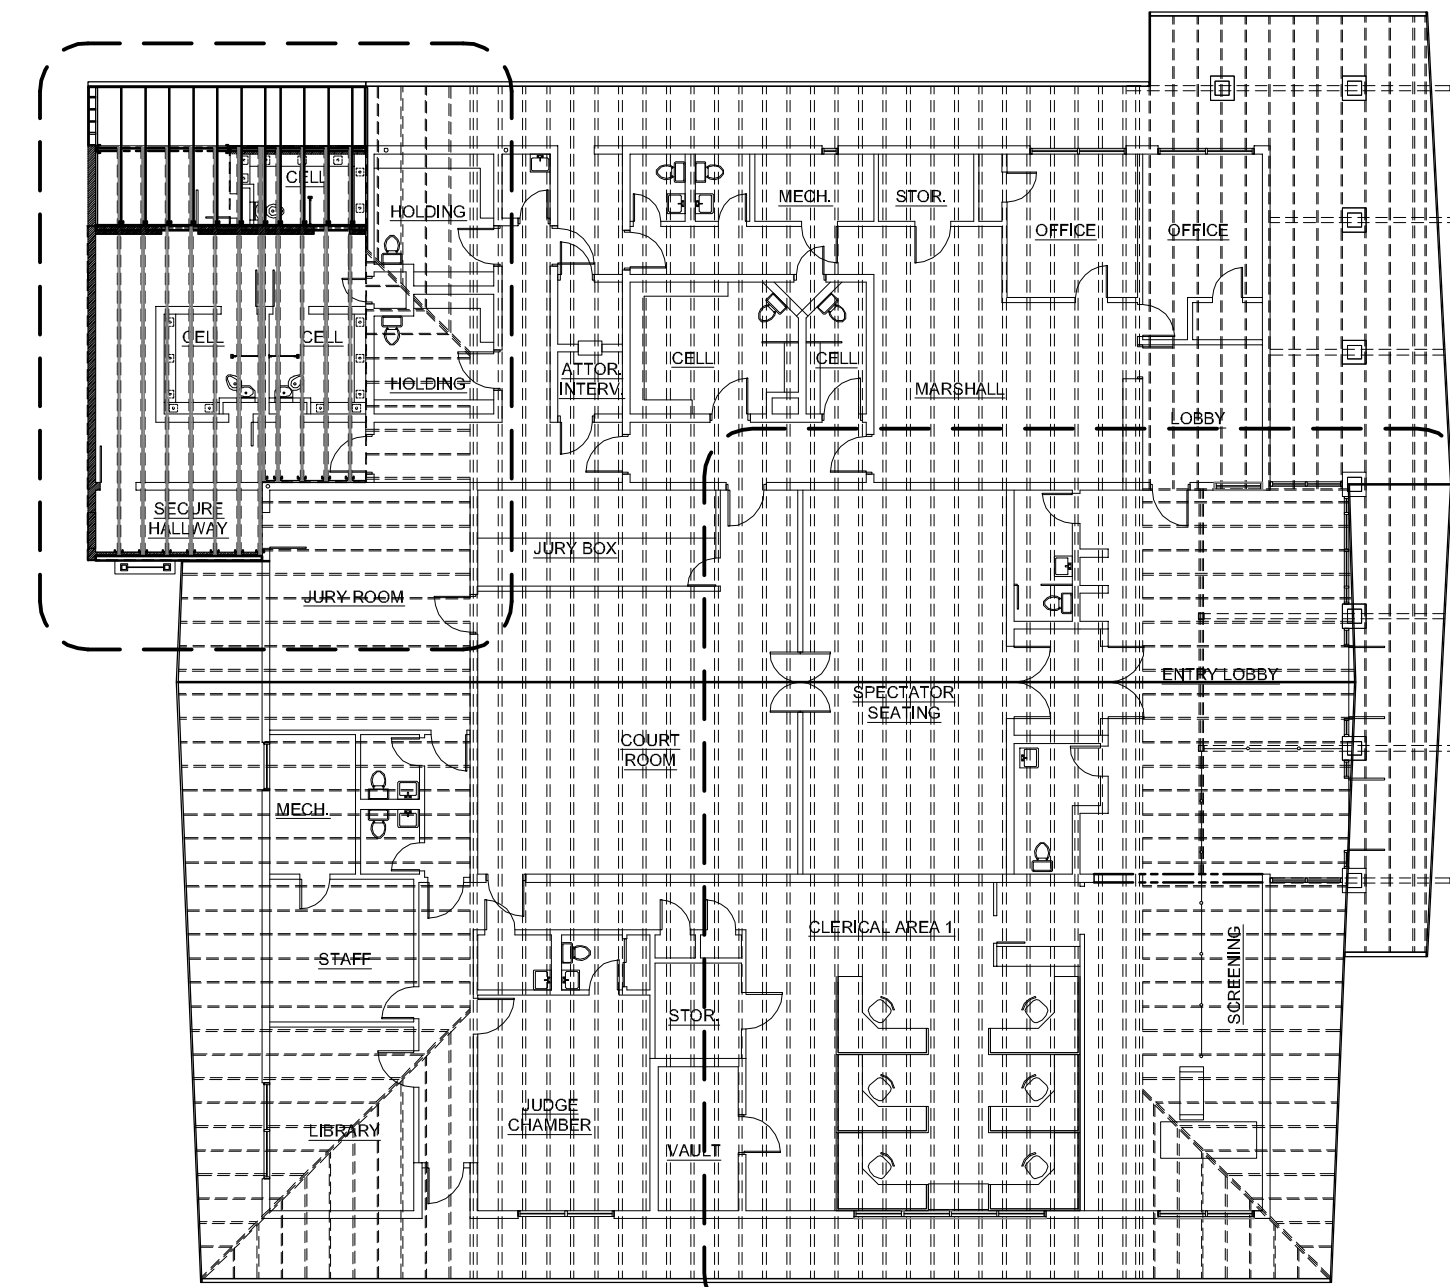 CELL
HOLDING
MECH.
STOR.
OFFICE
OFFICE
CELL
CELL
HOLDING
ATTOR.
INTERV.
CELL
CELL
MARSHALL
LOBBY
SECURE
HALLWAY
JURY BOX
JURY ROOM
ENTRY LOBBY
SPECTATOR
SEATING
COURT
ROOM
MECH.
CLERICAL AREA 1
STAFF
SCREENING
STOR.
JUDGE
CHAMBER
LIBRARY
VAULT